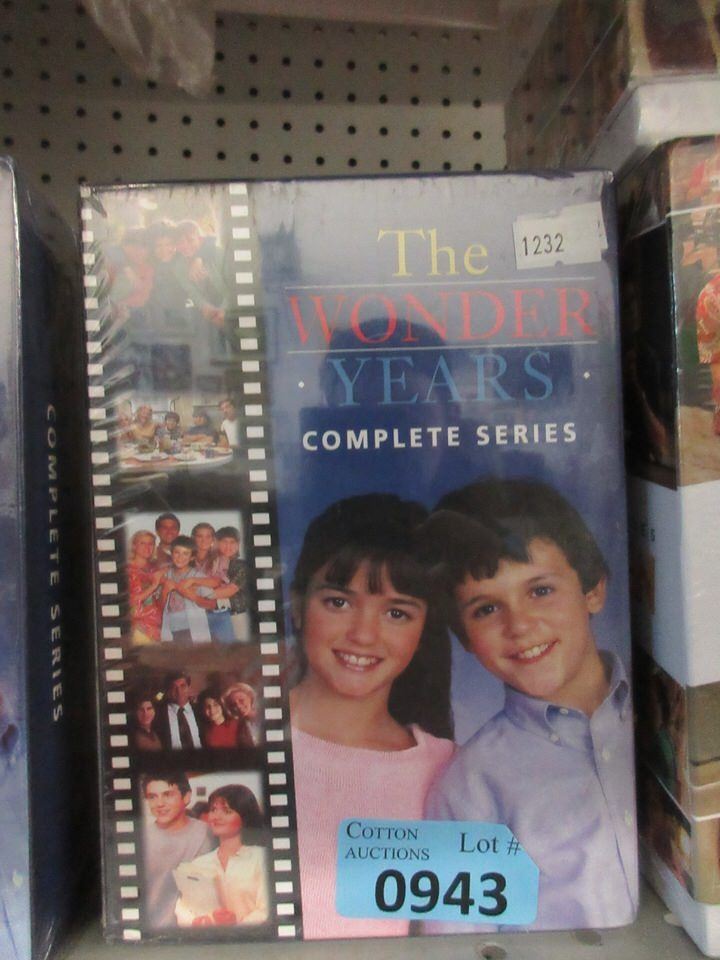 The
1232
WONDER
· YEARS ·
COMPLETE SERIES
COMPLETE SERIES
COTTON
AUCTIONS
Lot #
0943